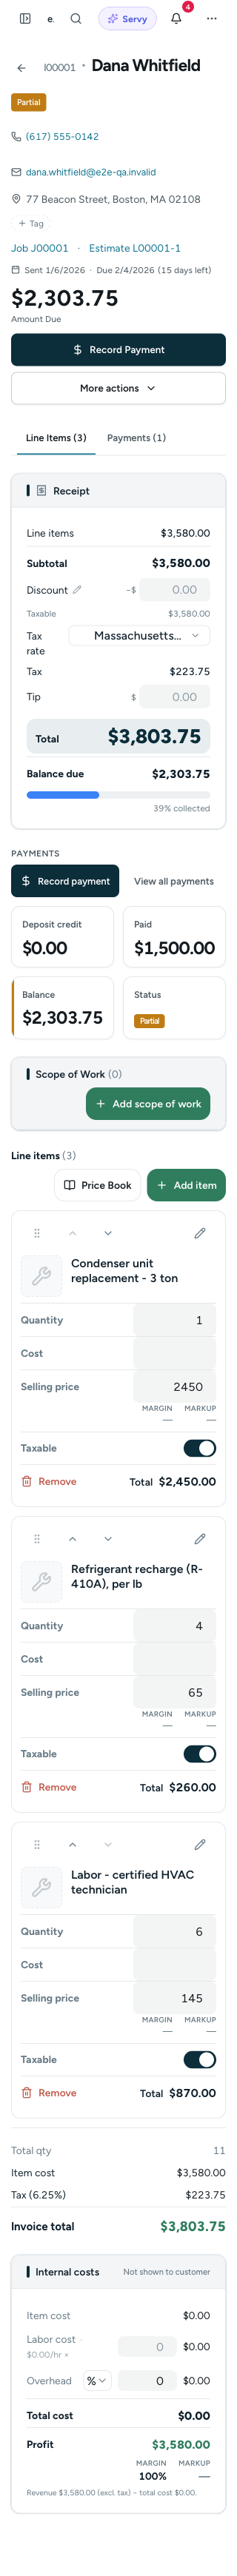 e.
Servy
4
I00001 • Dana Whitfield
Partial
(617) 555-0142
dana.whitfield@e2e-qa.invalid
77 Beacon Street, Boston, MA 02108
+ Tag
Job J00001 · Estimate L00001-1
Sent 1/6/2026 · Due 2/4/2026 (15 days left)
$2,303.75
Amount Due
Record Payment
More actions
Line Items (3) Payments (1)
Receipt
Line items $3,580.00
Subtotal $3,580.00
Discount −$ 0.00
Taxable $3,580.00
Tax rate Massachusetts...
Tax $223.75
Tip $ 0.00
Total $3,803.75
Balance due $2,303.75
39% collected
PAYMENTS
Record payment View all payments
Deposit credit Paid
$0.00 $1,500.00
Balance Status
$2,303.75 Partial
Scope of Work (0)
+ Add scope of work
Line items (3)
Price Book + Add item
Condenser unit
replacement - 3 ton
Quantity 1
Cost
Selling price 2450
MARGIN MARKUP
— —
Taxable
Remove Total $2,450.00
Refrigerant recharge (R-
410A), per lb
Quantity 4
Cost
Selling price 65
MARGIN MARKUP
— —
Taxable
Remove Total $260.00
Labor - certified HVAC
technician
Quantity 6
Cost
Selling price 145
MARGIN MARKUP
— —
Taxable
Remove Total $870.00
Total qty 11
Item cost $3,580.00
Tax (6.25%) $223.75
Invoice total $3,803.75
Internal costs Not shown to customer
Item cost $0.00
Labor cost 0 $0.00
$0.00/hr ×
Overhead % 0 $0.00
Total cost $0.00
Profit $3,580.00
MARGIN MARKUP
100% —
Revenue $3,580.00 (excl. tax) − total cost $0.00.